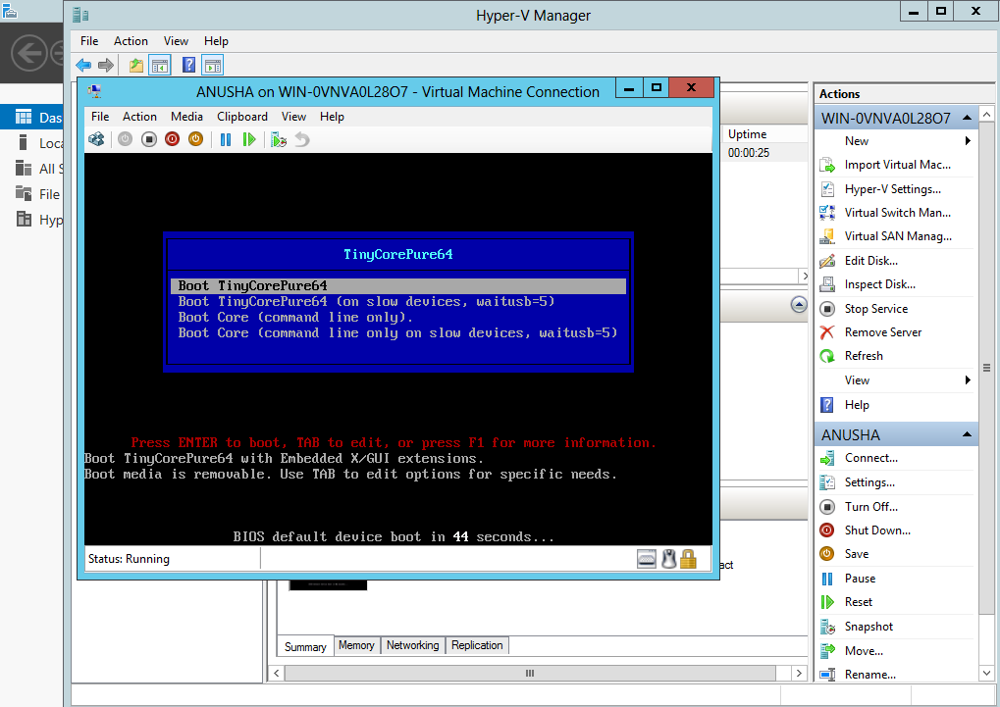 Hyper-V Manager
File Action View Help
Das
Loca
All S
File
Hyp
ANUSHA on WIN-0VNVA0L28O7 - Virtual Machine Connection
File Action Media Clipboard View Help
TinyCorePure64
Boot TinyCorePure64
Boot TinyCorePure64 (on slow devices, waitusb=5)
Boot Core (command line only).
Boot Core (command line only on slow devices, waitusb=5)
Press ENTER to boot, TAB to edit, or press F1 for more information.
Boot TinyCorePure64 with Embedded X/GUI extensions.
Boot media is removable. Use TAB to edit options for specific needs.
BIOS default device boot in 44 seconds...
Status: Running
Uptime
00:00:25
act
Summary Memory Networking Replication
Actions
WIN-0VNVA0L28O7
New
Import Virtual Mac...
Hyper-V Settings...
Virtual Switch Man...
Virtual SAN Manag...
Edit Disk...
Inspect Disk...
Stop Service
Remove Server
Refresh
View
Help
ANUSHA
Connect...
Settings...
Turn Off...
Shut Down...
Save
Pause
Reset
Snapshot
Move...
Rename...